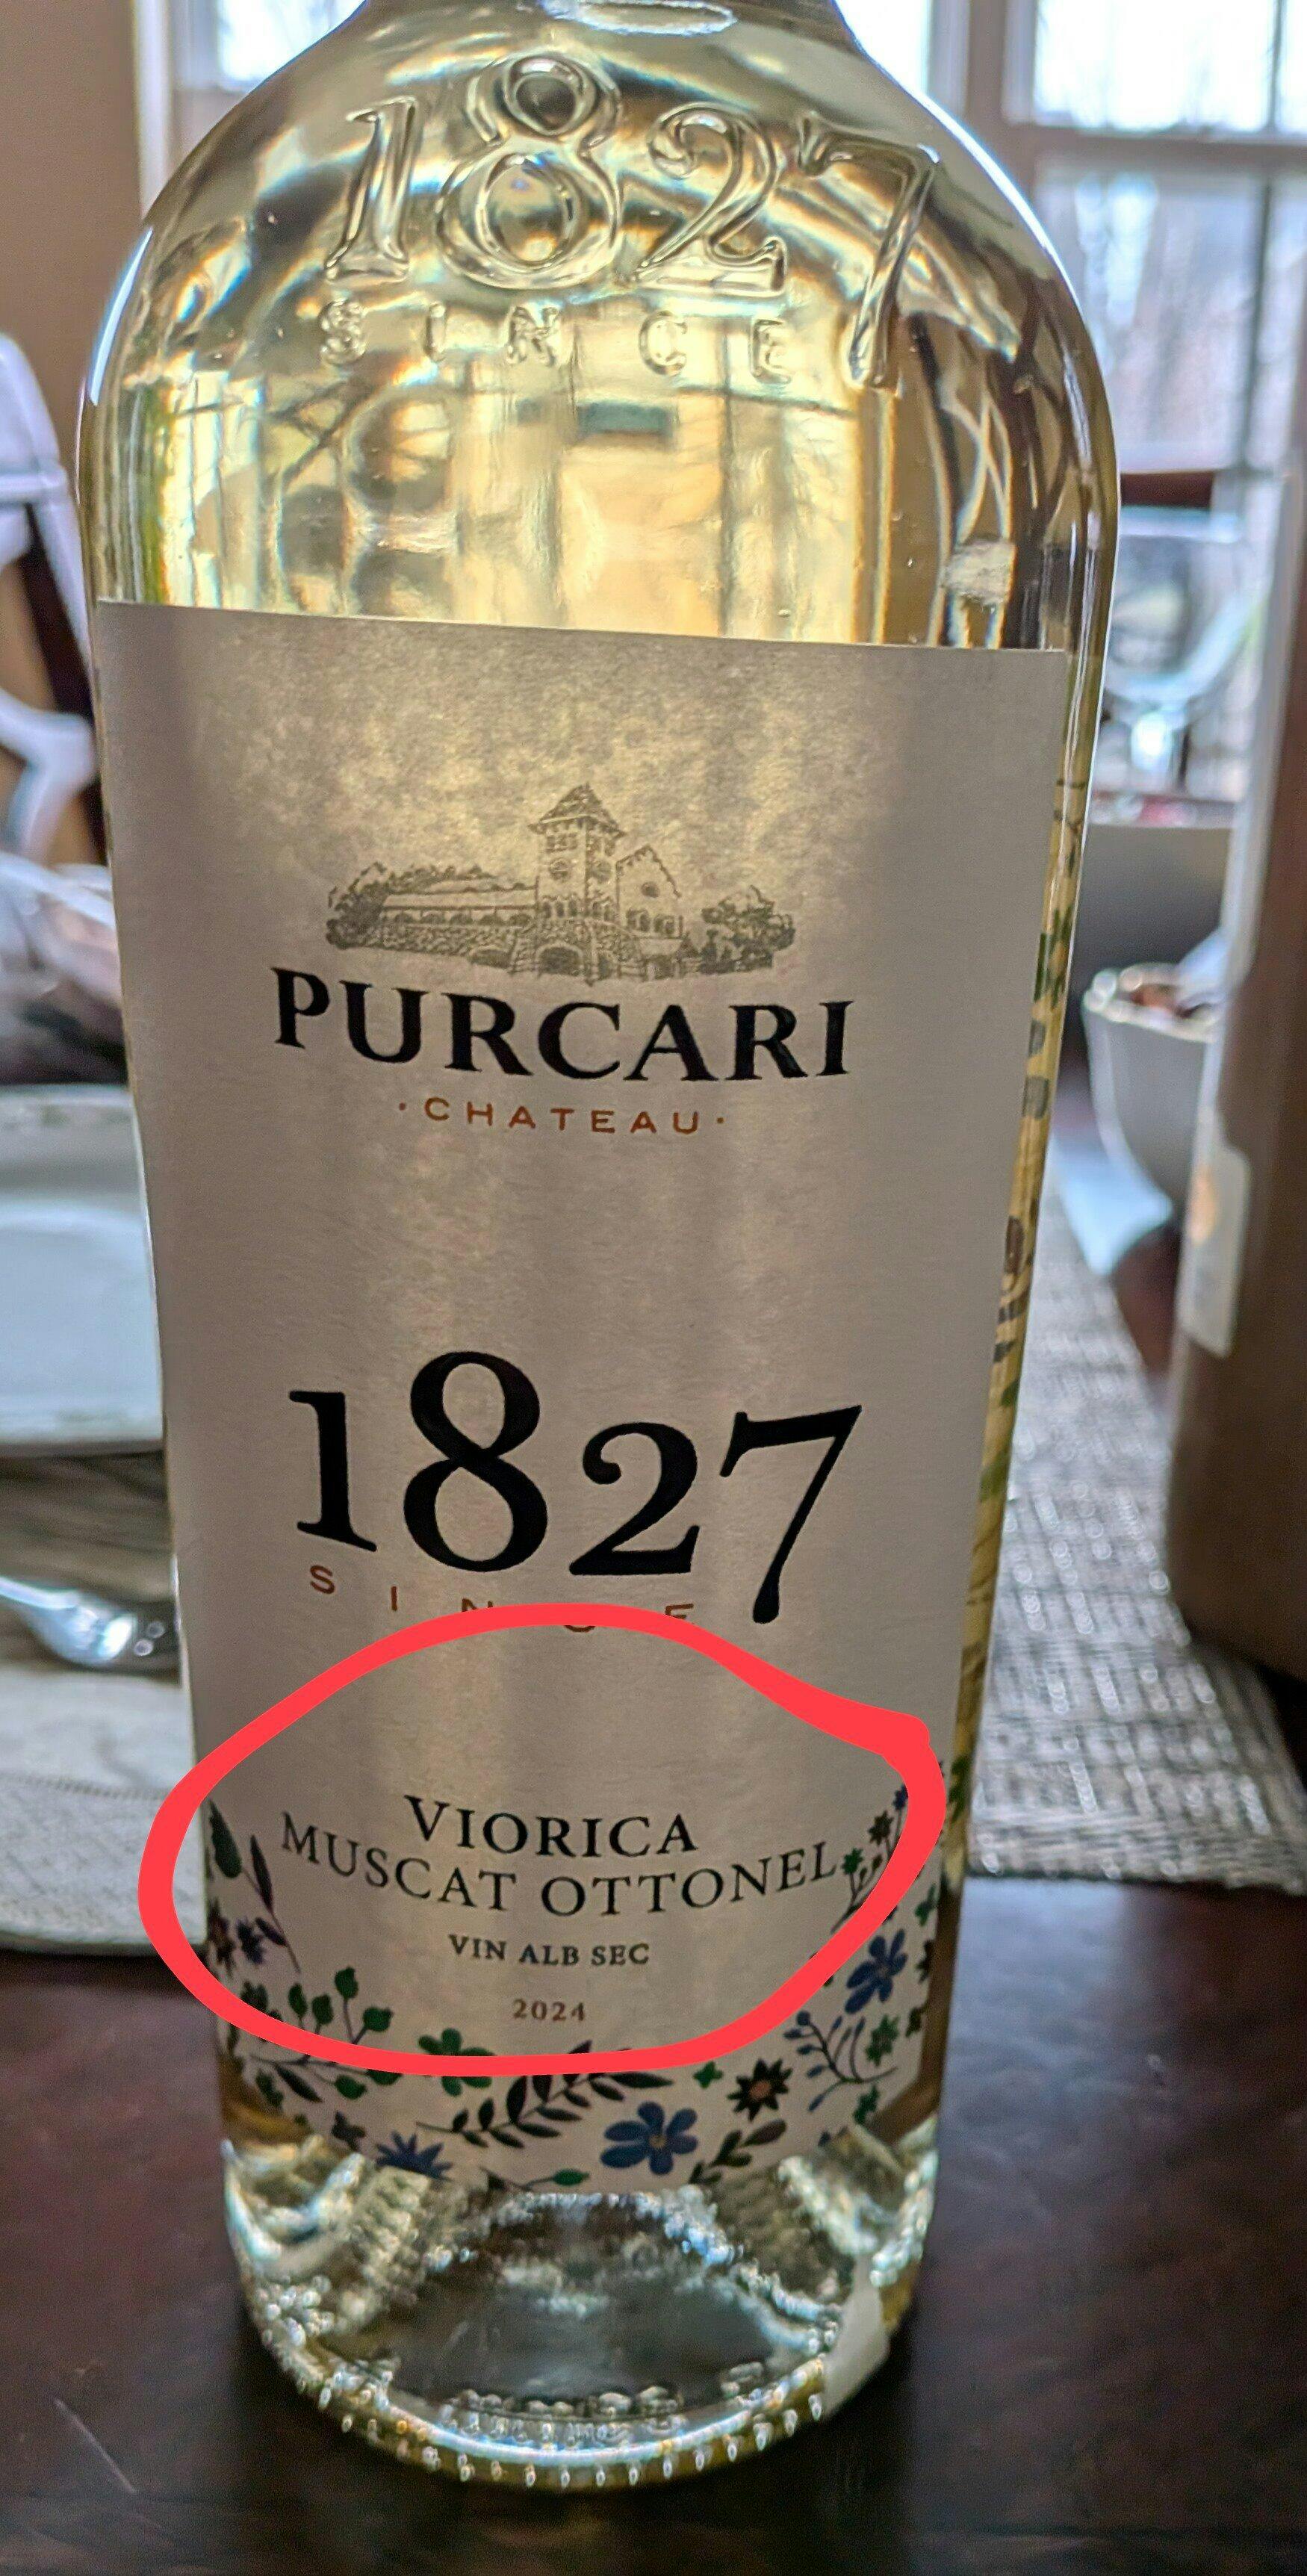 1827
SINCE
PURCARI
·CHATEAU·
1827
SINCE
VIORICA
MUSCAT OTTONEL
VIN ALB SEC
2024